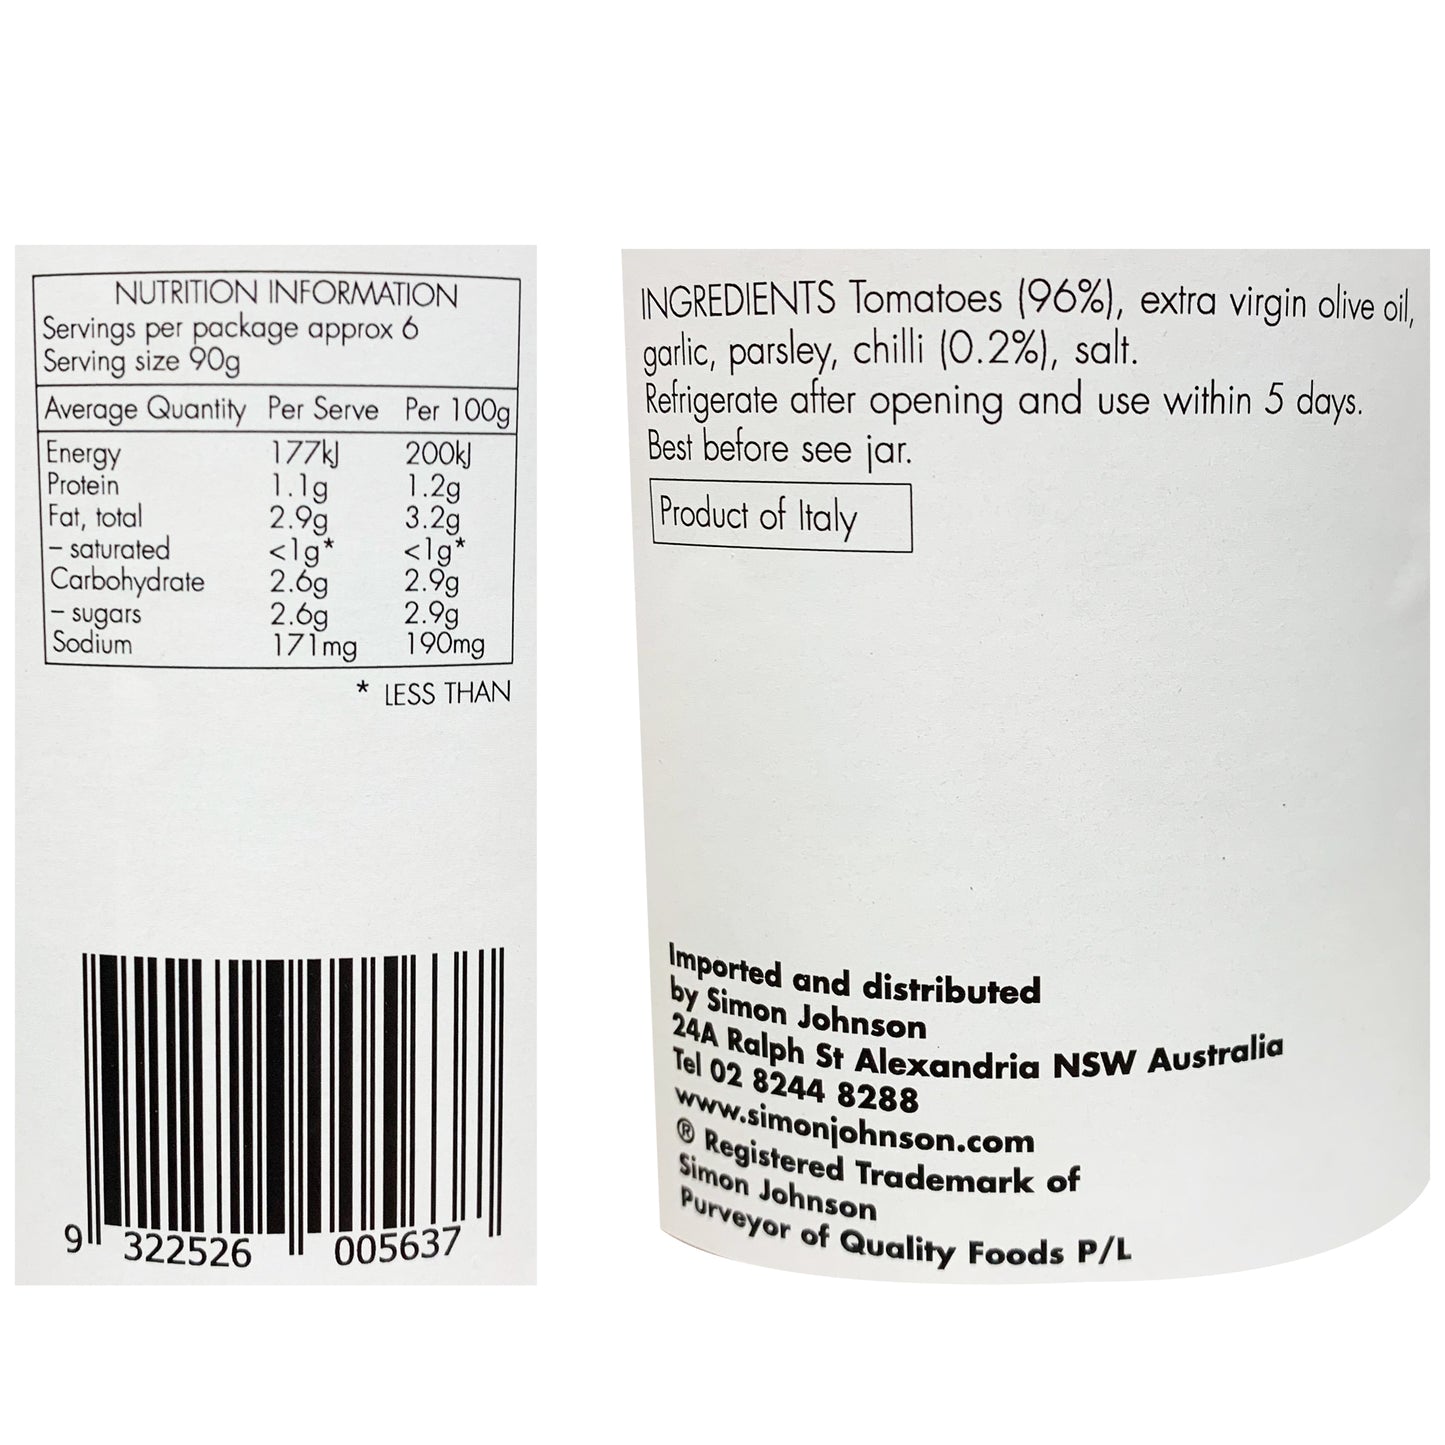 NUTRITION INFORMATION
Servings per package approx 6
Serving size 90g
Average Quantity Per Serve Per 100g
Energy 177kJ 200kJ
Protein 1.1g 1.2g
Fat, total 2.9g 3.2g
– saturated <1g* <1g*
Carbohydrate 2.6g 2.9g
– sugars 2.6g 2.9g
Sodium 171mg 190mg
* LESS THAN
9 322526 005637
INGREDIENTS Tomatoes (96%), extra virgin olive oil,
garlic, parsley, chilli (0.2%), salt.
Refrigerate after opening and use within 5 days.
Best before see jar.
Product of Italy
Imported and distributed
by Simon Johnson
24A Ralph St Alexandria NSW Australia
Tel 02 8244 8288
www.simonjohnson.com
® Registered Trademark of
Simon Johnson
Purveyor of Quality Foods P/L